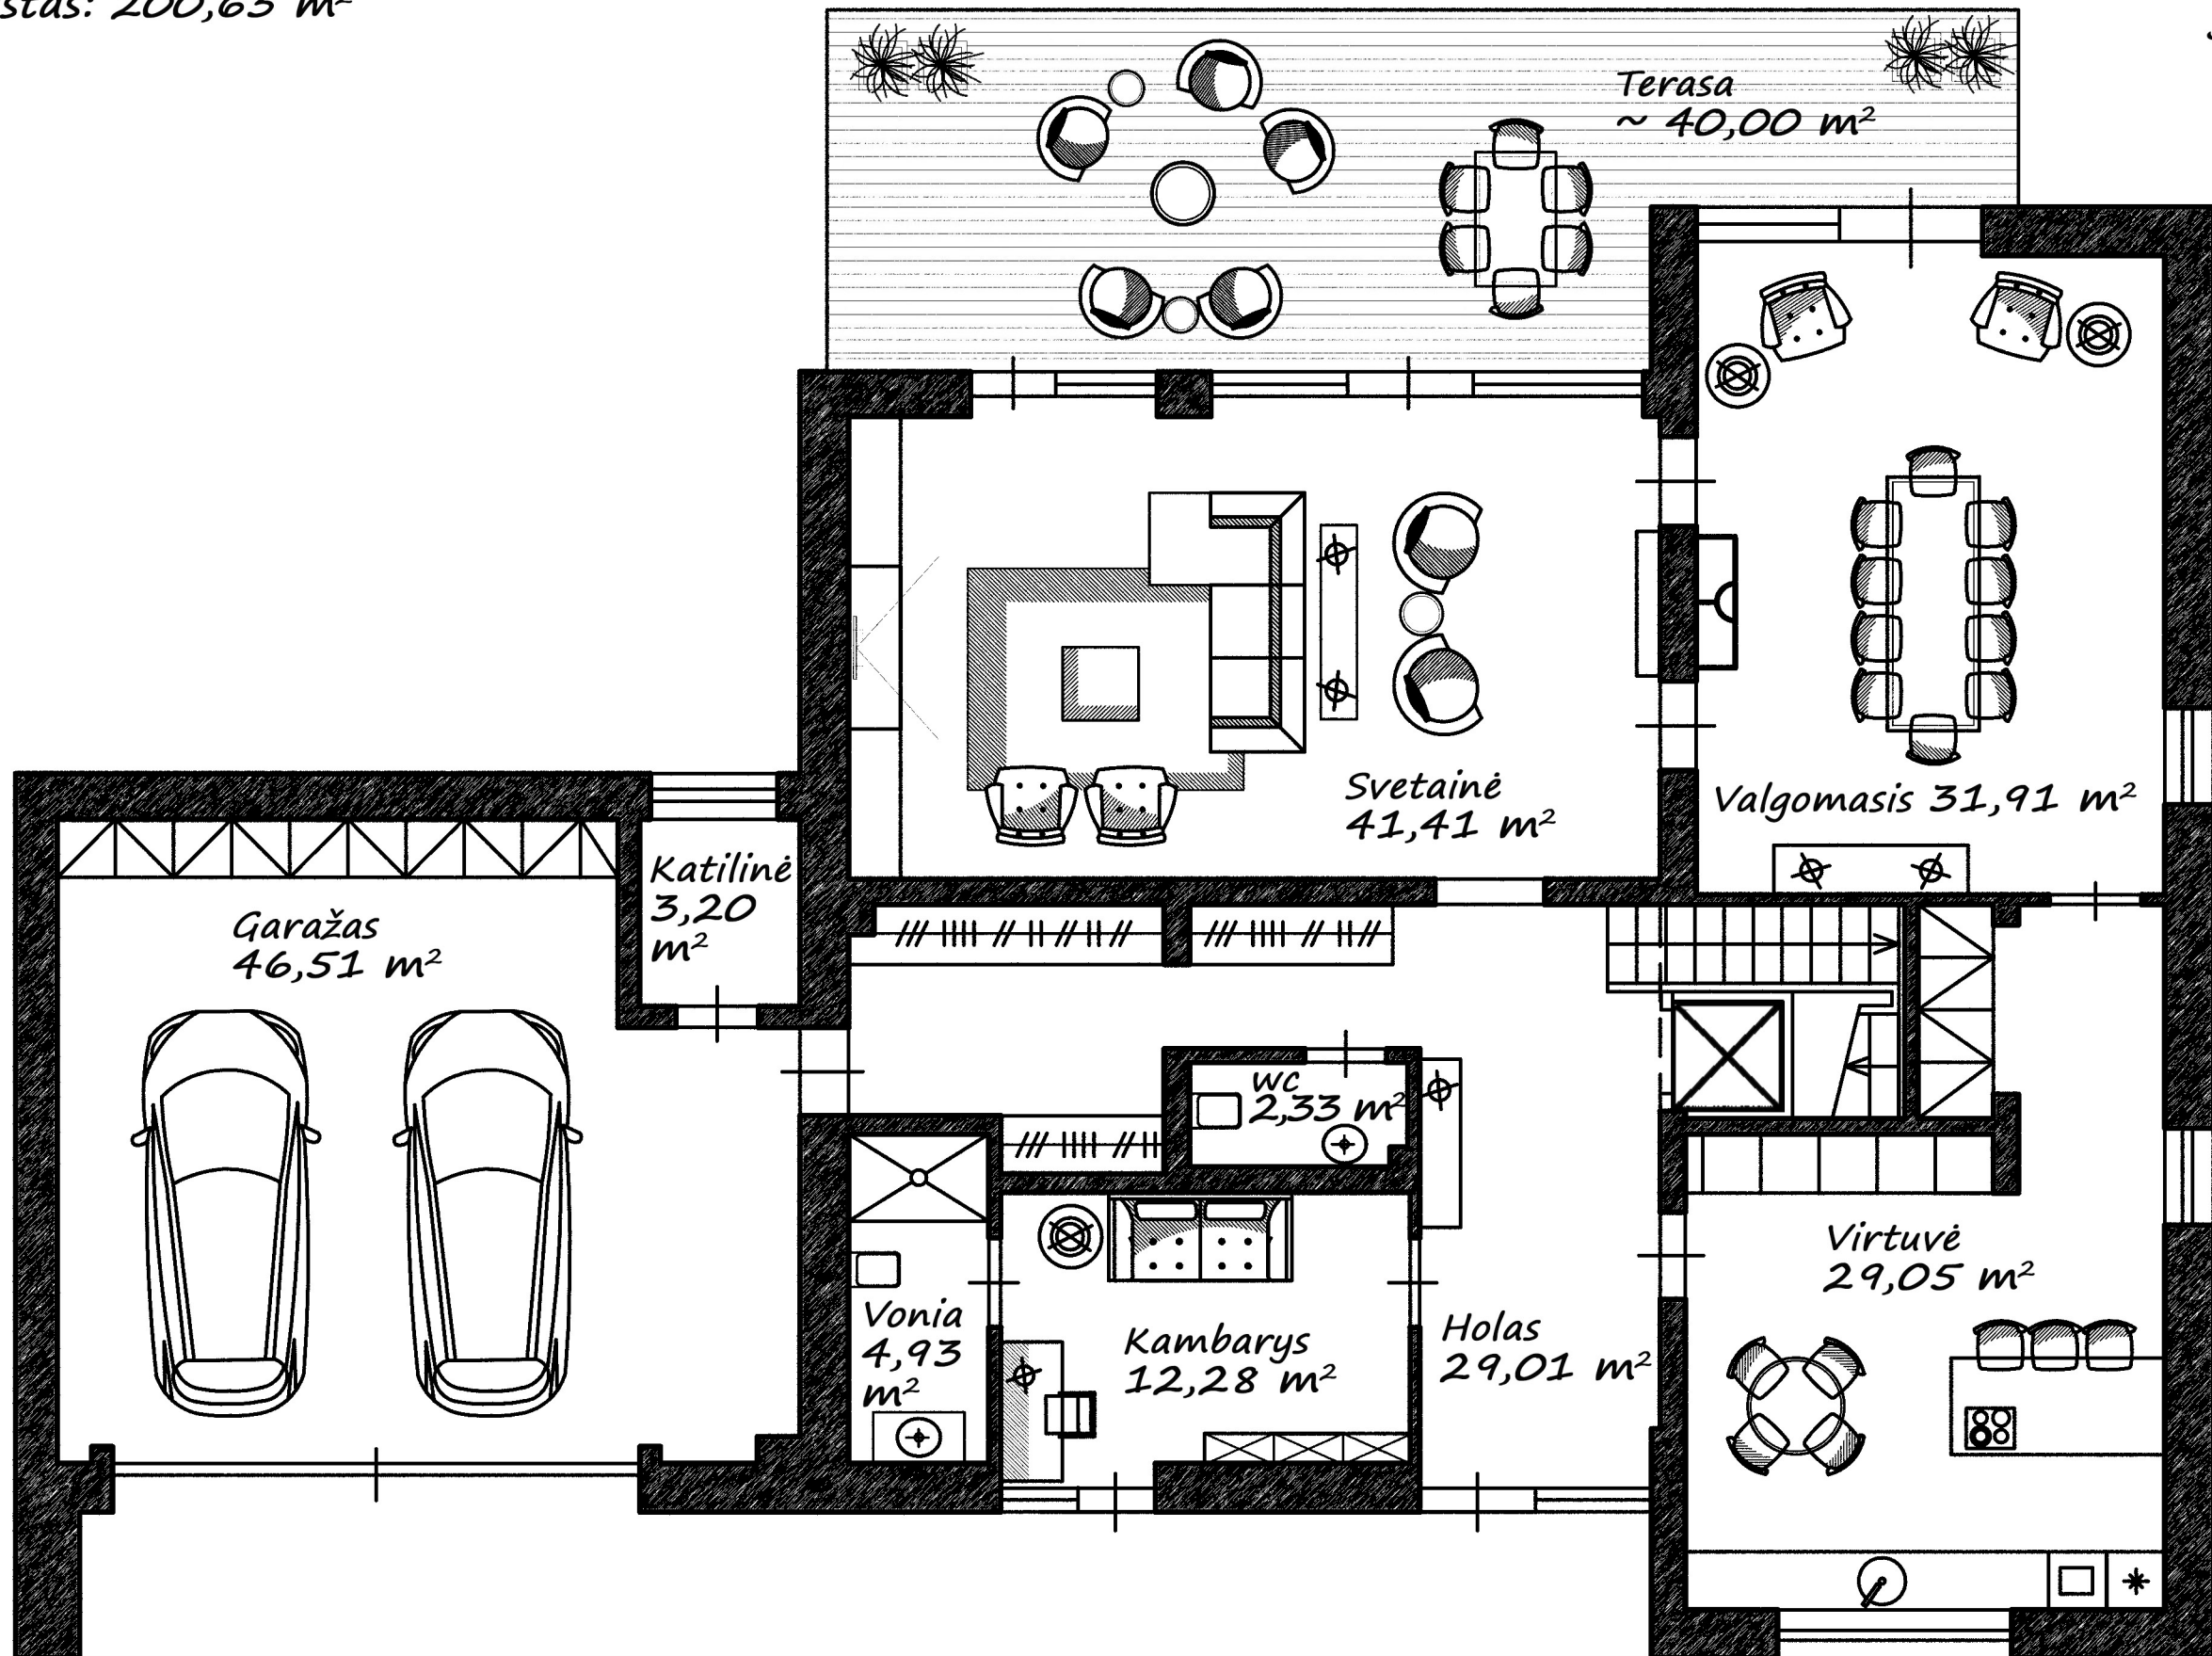 200,63 m²
Terasa
~ 40,00 m²
Svetainė
41,41 m²
Valgomasis 31,91 m²
Katilinė
3,20
m²
Garažas
46,51 m²
wc
2,33 m²
Virtuvė
29,05 m²
Vonia
4,93
m²
Kambarys
12,28 m²
Holas
29,01 m²